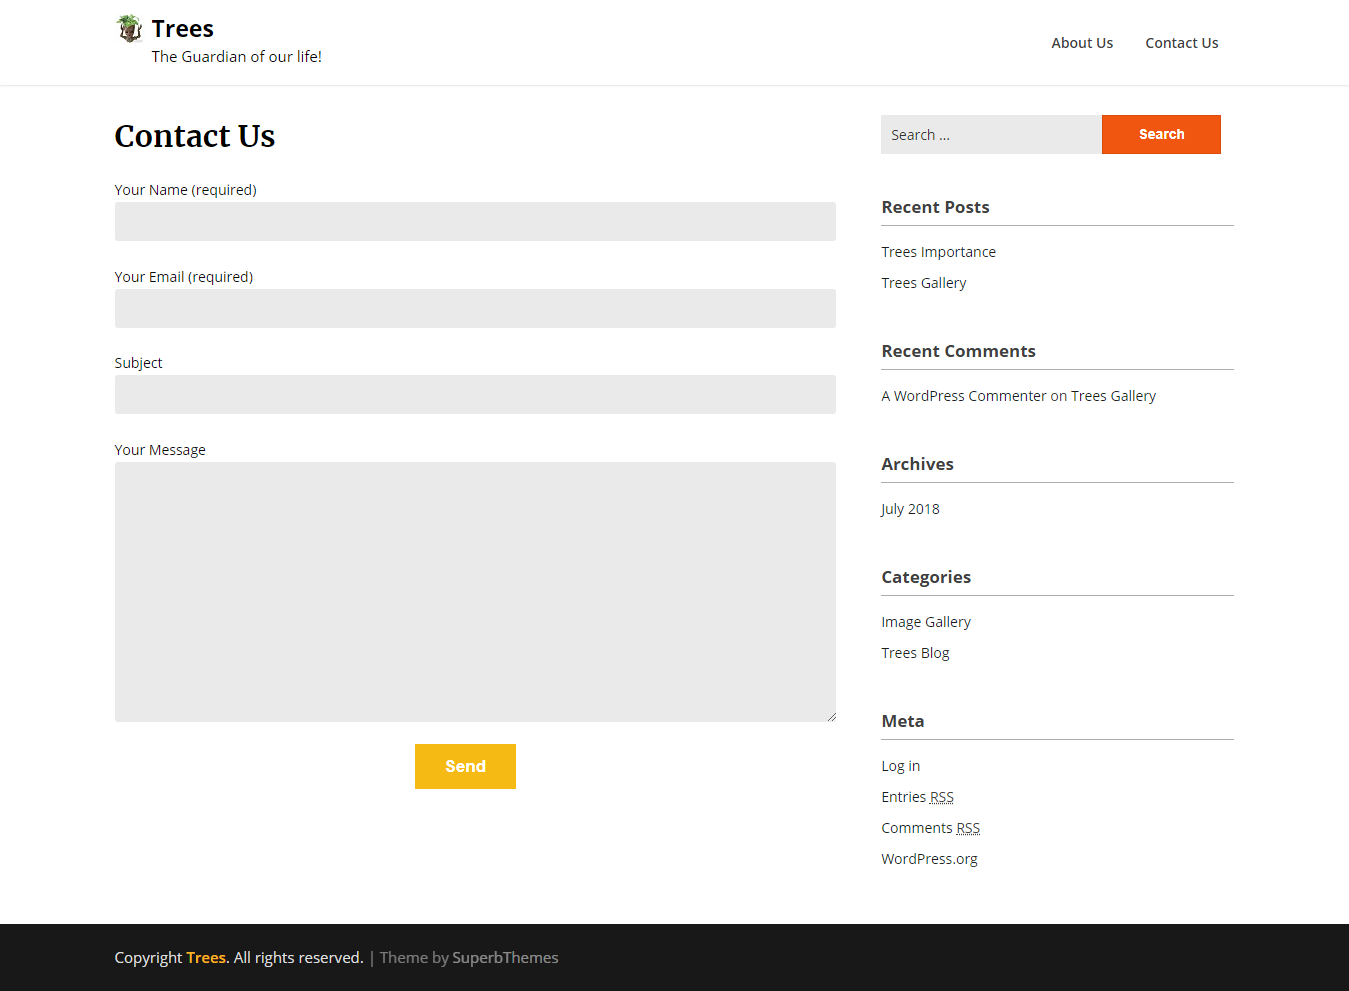 Trees
The Guardian of our life!
About Us
Contact Us
Contact Us
Your Name (required)
Your Email (required)
Subject
Your Message
Send
Search ...
Search
Recent Posts
Trees Importance
Trees Gallery
Recent Comments
A WordPress Commenter on Trees Gallery
Archives
July 2018
Categories
Image Gallery
Trees Blog
Meta
Log in
Entries RSS
Comments RSS
WordPress.org
Copyright Trees. All rights reserved. | Theme by SuperbThemes